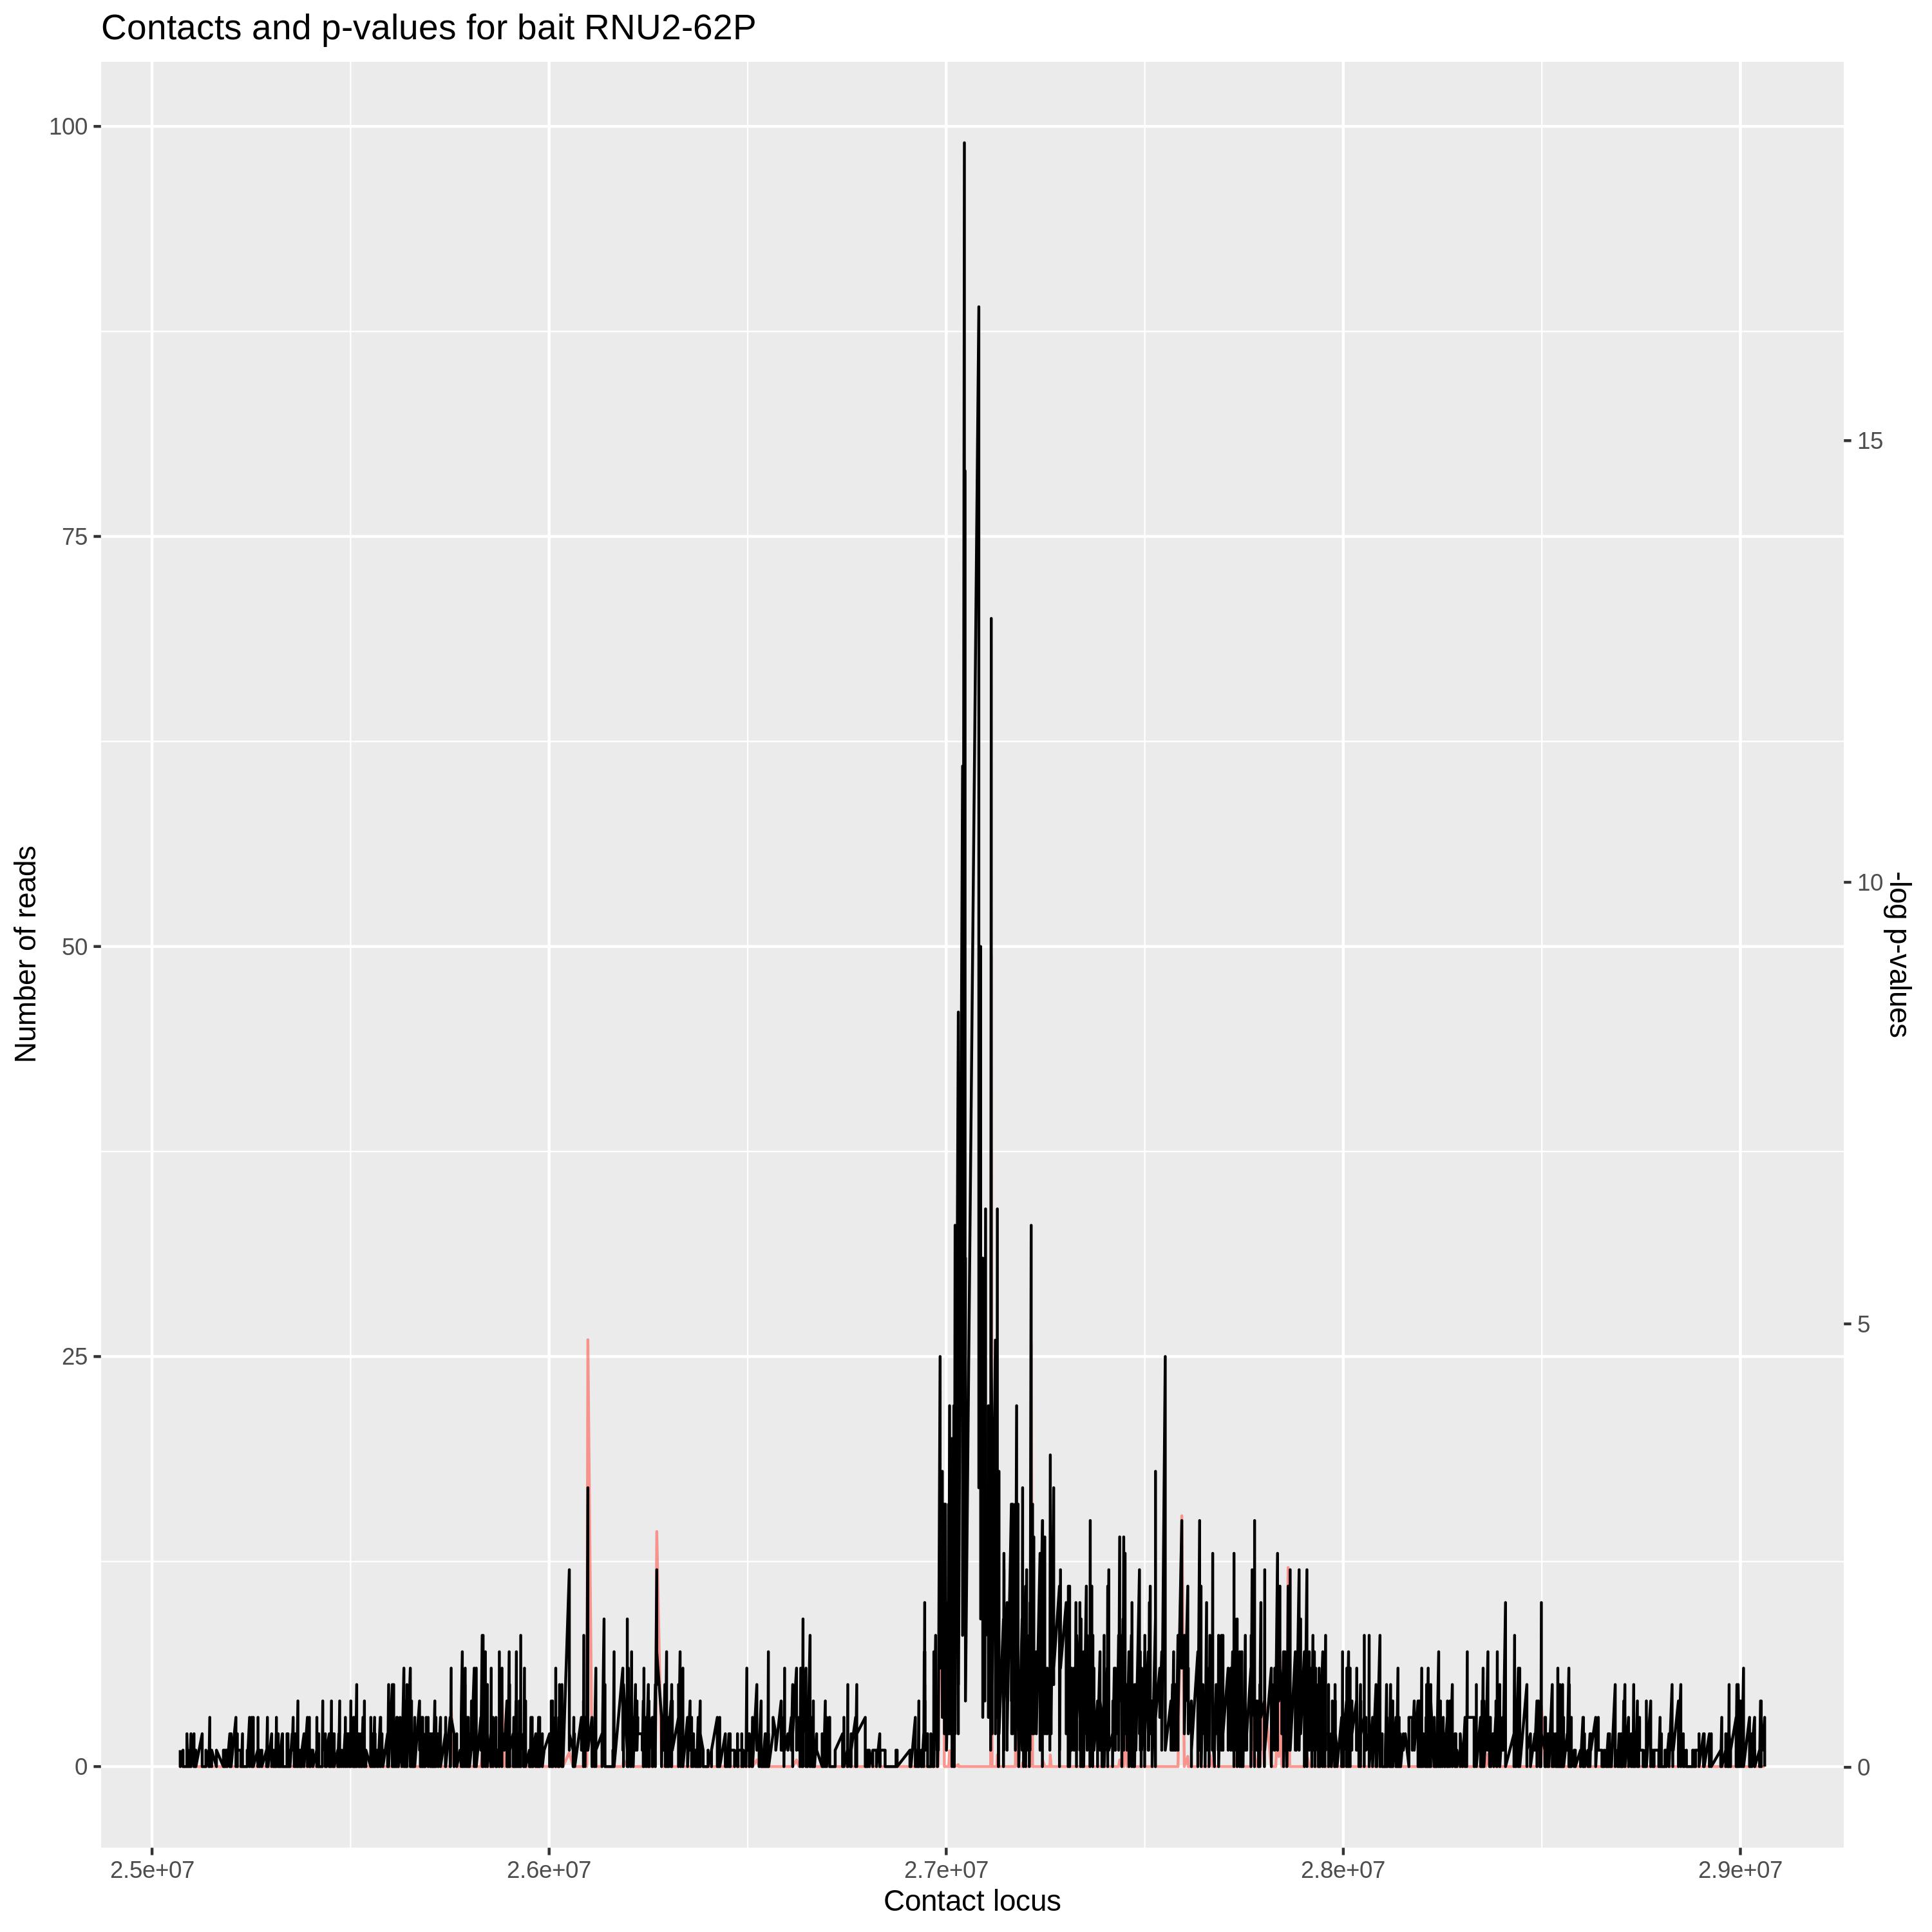 Contacts and p-values for bait RNU2-62P
100
75
50
25
0
Number of reads
15
10
5
0
-log p-values
2.5e+07 2.6e+07 2.7e+07 2.8e+07 2.9e+07
Contact locus